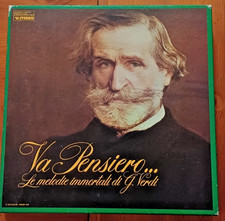 Va Pensiero...
Le melodie immortali di G. Verdi